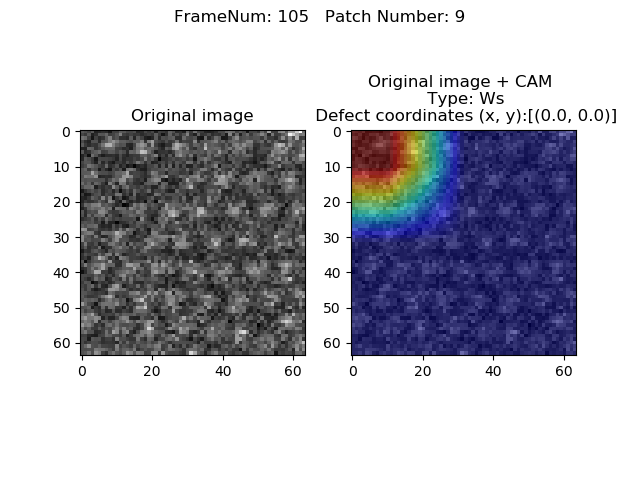 FrameNum: 105   Patch Number: 9
Original image
Original image + CAM
Type: Ws
Defect coordinates (x, y):[(0.0, 0.0)]
0
10
20
30
40
50
60
0 20 40 60
0
10
20
30
40
50
60
0 20 40 60